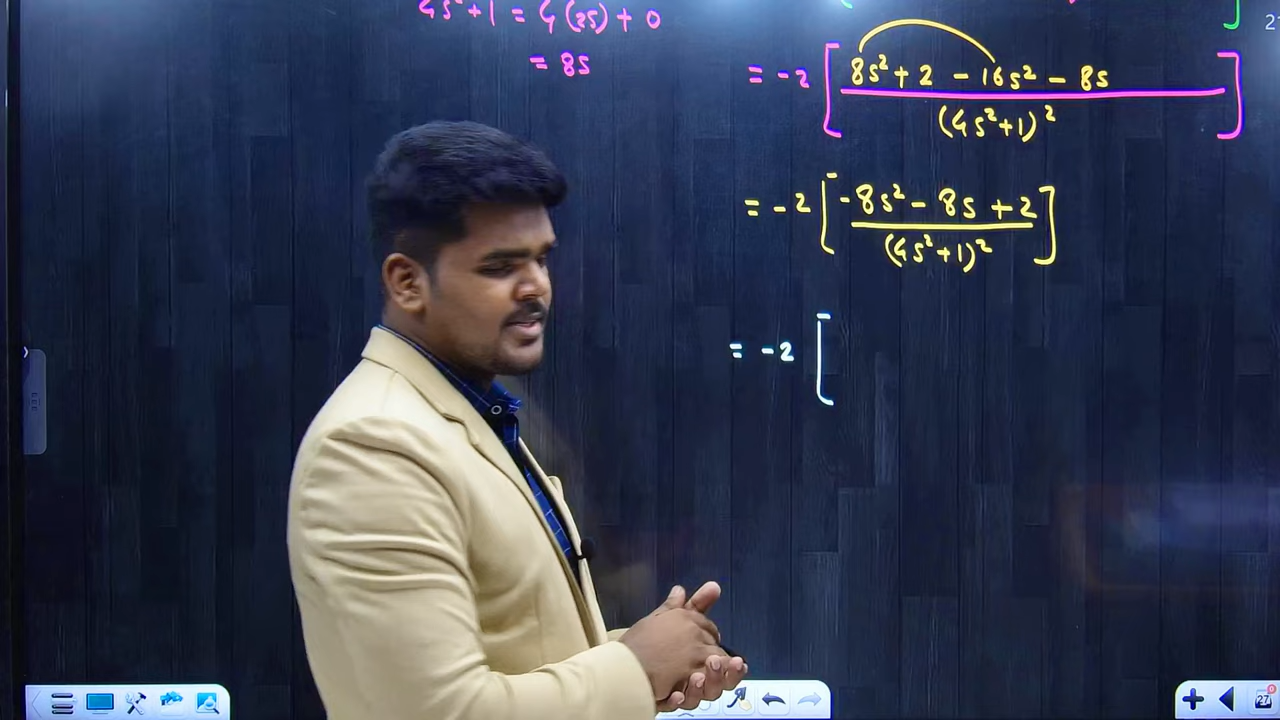 4s²+1 = 4(2s) + 0
= 8s
= -2 [ 8s² + 2 - 16s² - 8s / (4s²+1)² ]
= -2 [ -8s² - 8s + 2 / (4s²+1)² ]
= -2 [
27